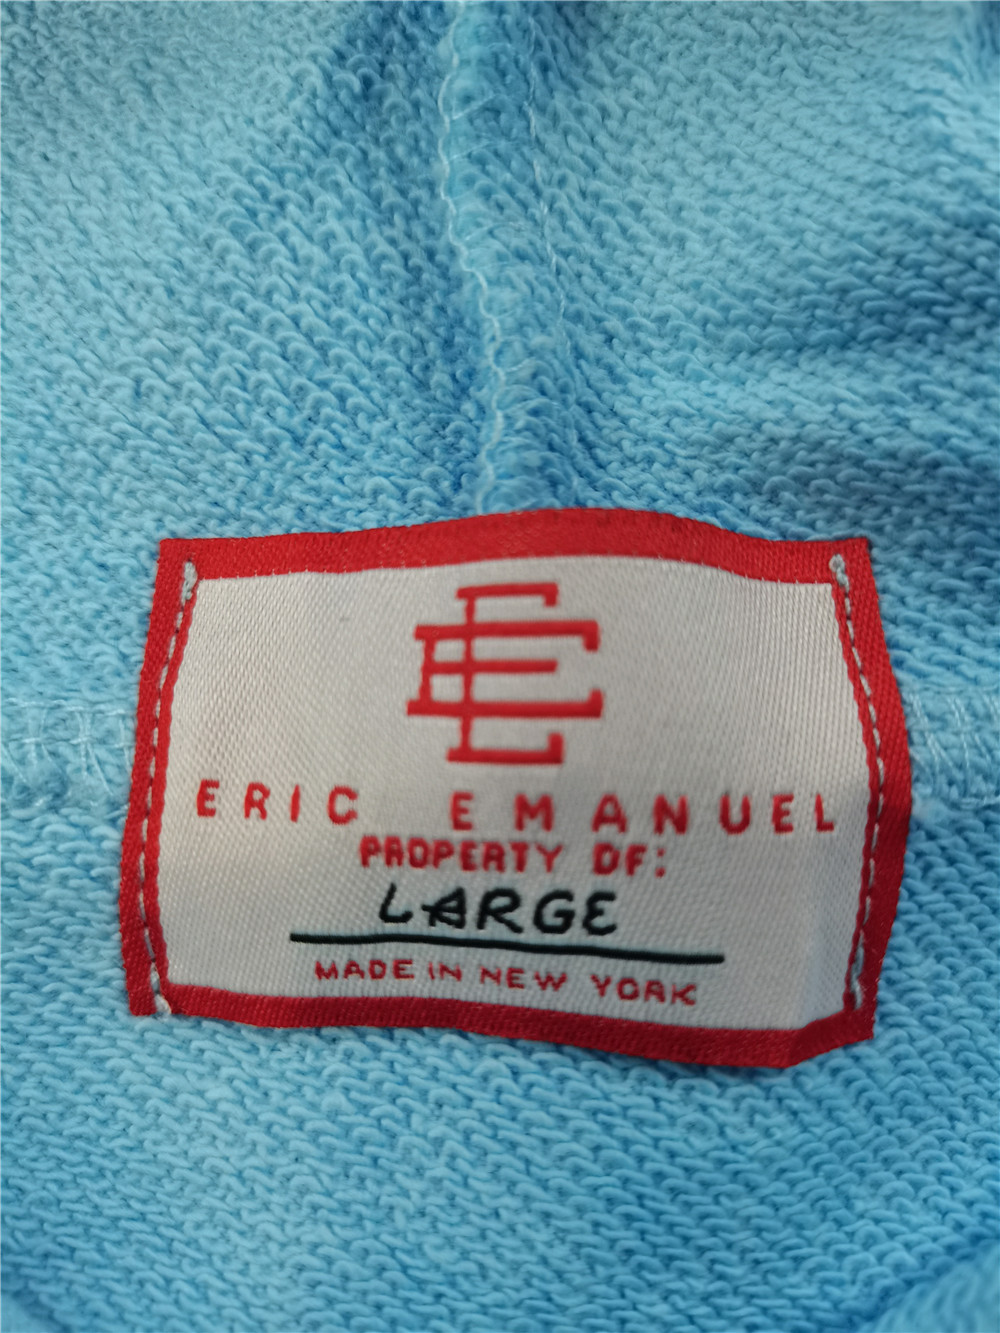 EE
ERIC EMANUEL
PROPERTY OF:
LARGE
MADE IN NEW YORK